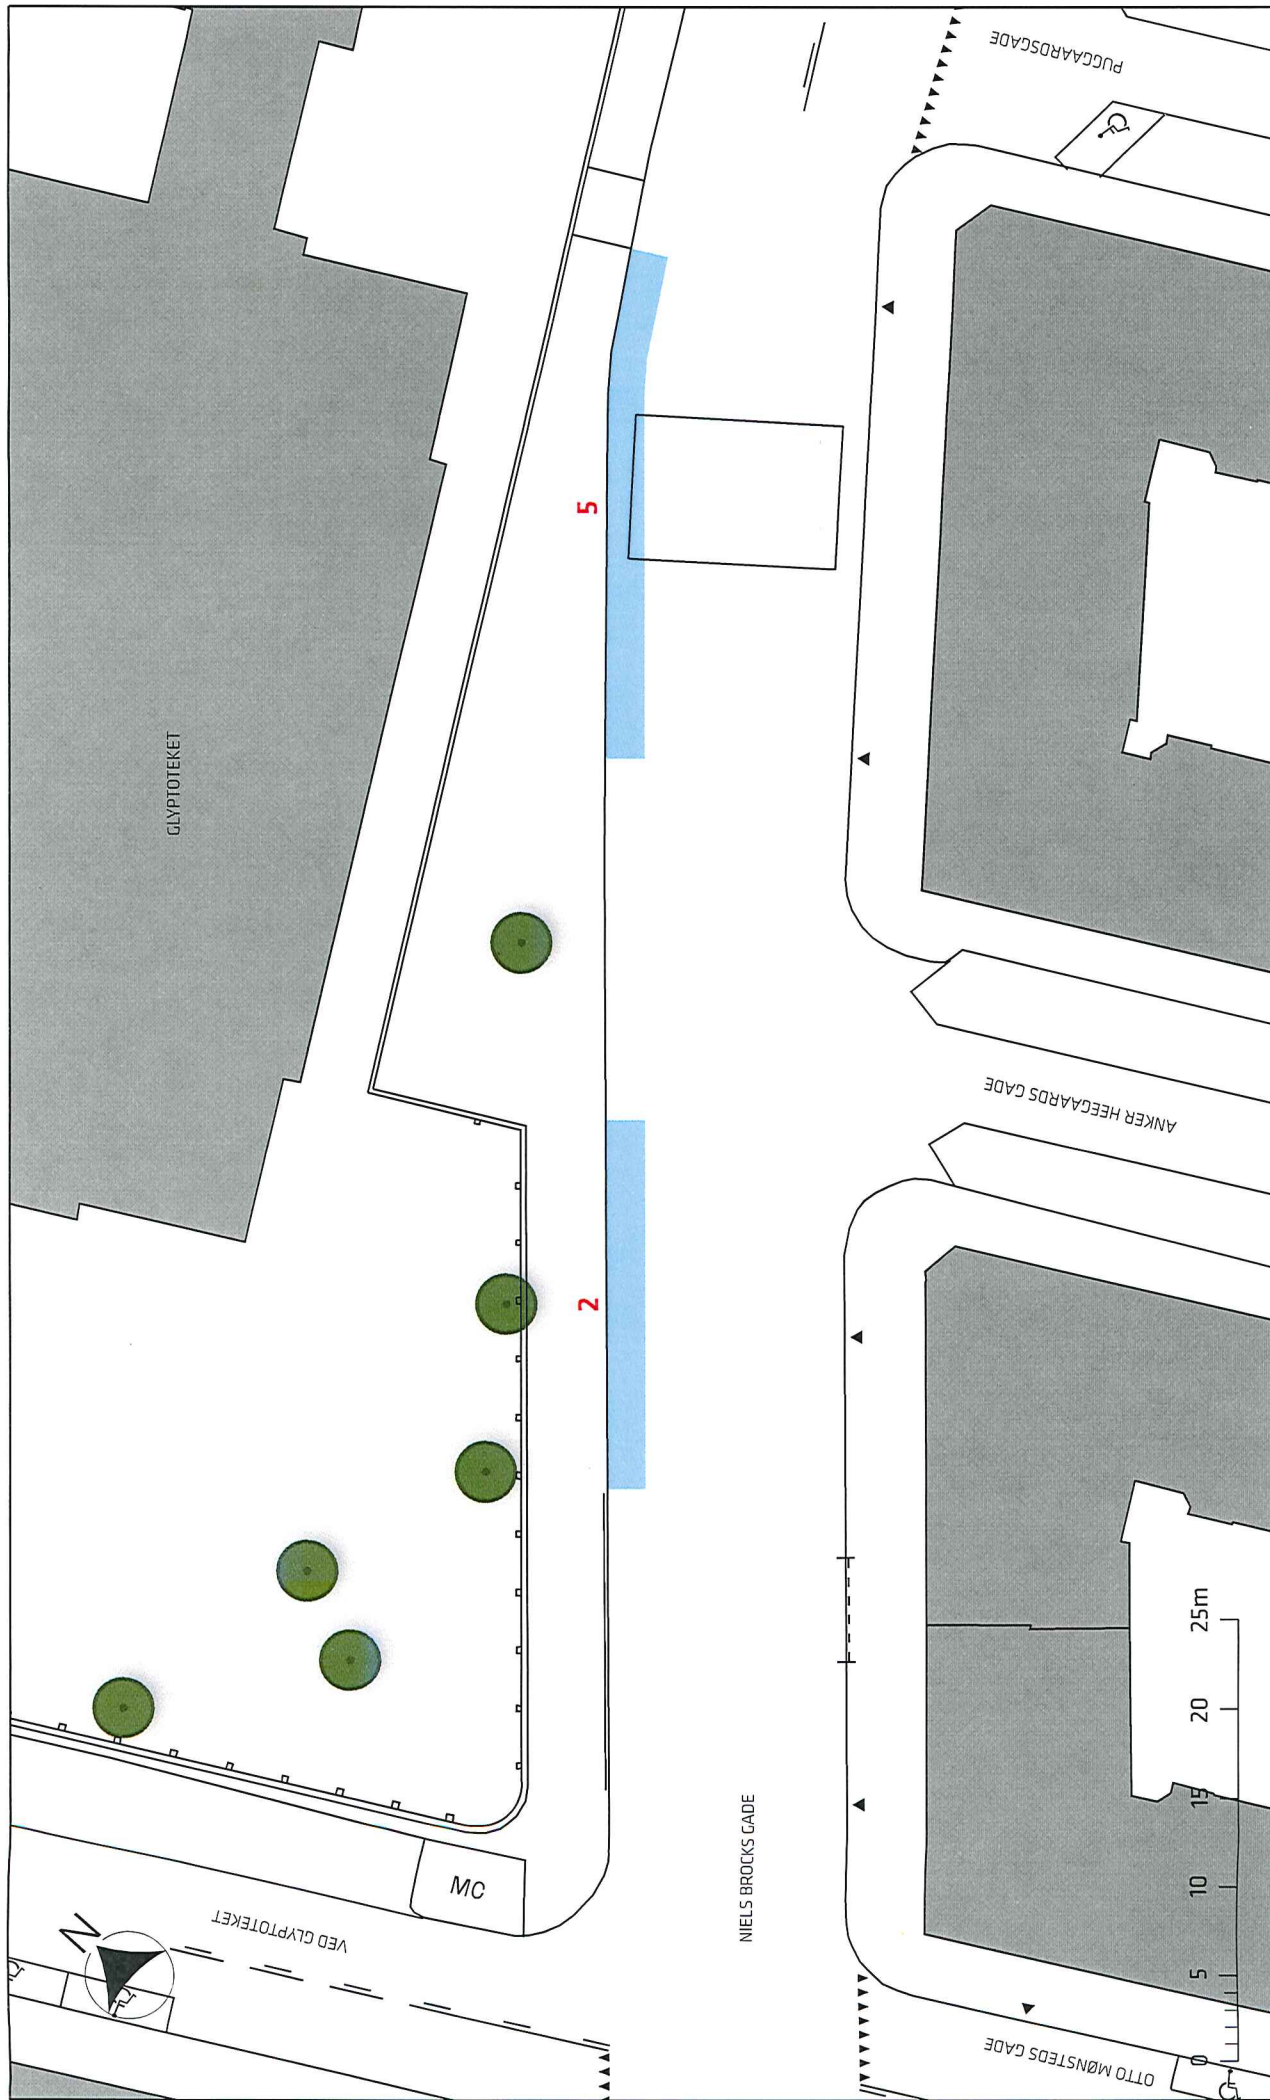 PUGGAARDSGADE
GLYPTOTEKET
5
ANKER HEEGAARDS GADE
2
MC
VED GLYPTOTEKET
N
NIELS BROCKS GADE
OTTO MØNSTEDS GADE
0 5 10 15 20 25m